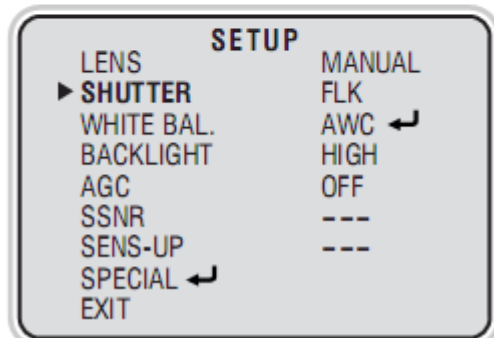 SETUP
LENS MANUAL
▶ SHUTTER FLK
WHITE BAL. AWC ↵
BACKLIGHT HIGH
AGC OFF
SSNR ---
SENS-UP ---
SPECIAL ↵
EXIT